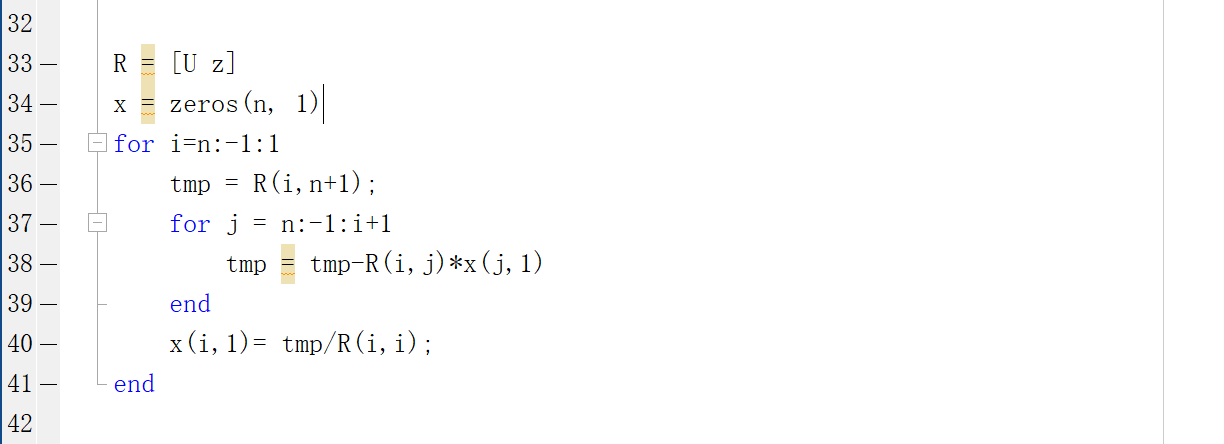 32
33 — R = [U z]
34 — x = zeros(n, 1)
35 — for i=n:-1:1
36 — tmp = R(i,n+1);
37 — for j = n:-1:i+1
38 — tmp = tmp-R(i,j)*x(j,1)
39 — end
40 — x(i,1)= tmp/R(i,i);
41 — end
42